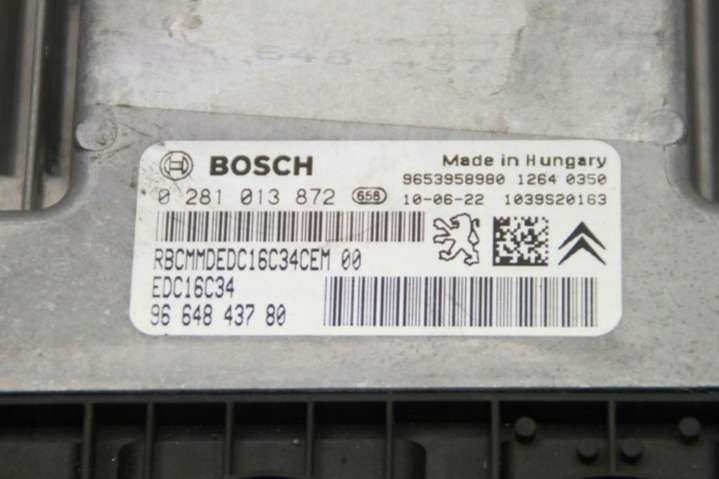 BOSCH Made in Hungary
9653958980 1264 0350
0 281 013 872 658 10-06-22 1039S20163
RBCMMDEDC16C34CEM 00
EDC16C34
96 648 437 80